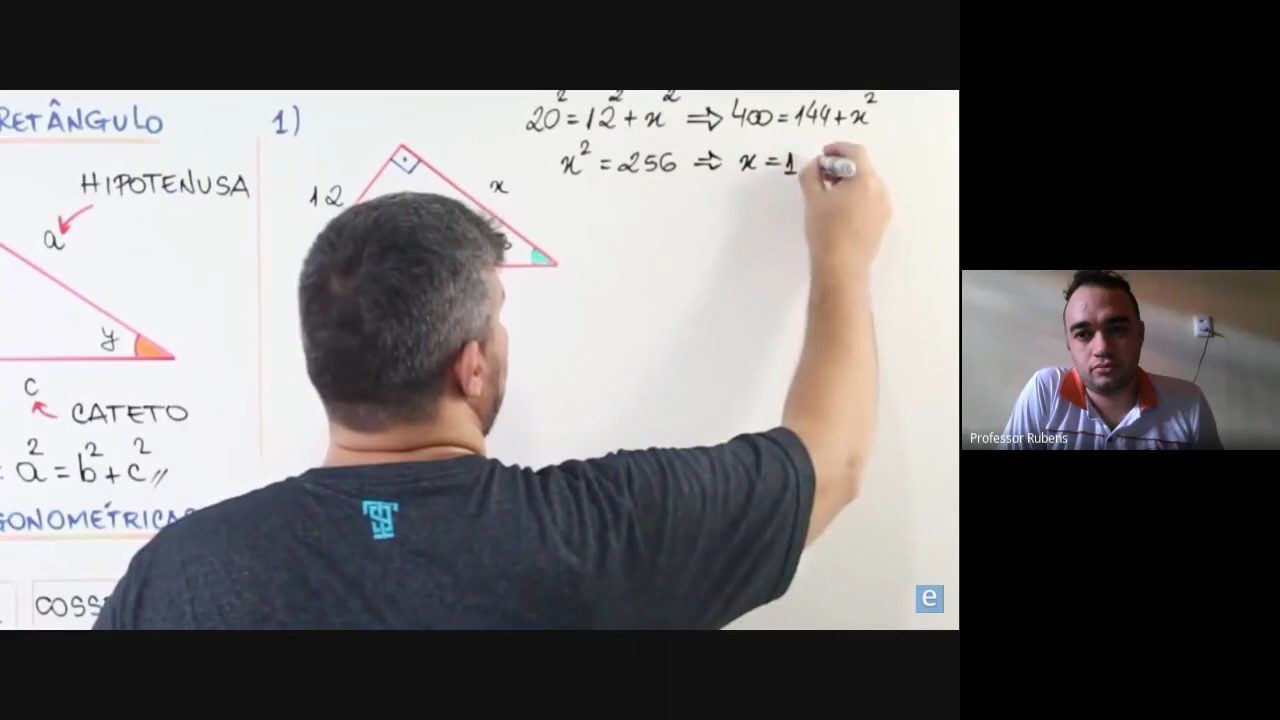 RETÂNGULO
HIPOTENUSA
a
y
c
CATETO
a² = b² + c² //
COSS
1)
12
x
20² = 12² + x² ⇒ 400 = 144 + x²
x² = 256 ⇒ x = 1
e
Professor Rubens